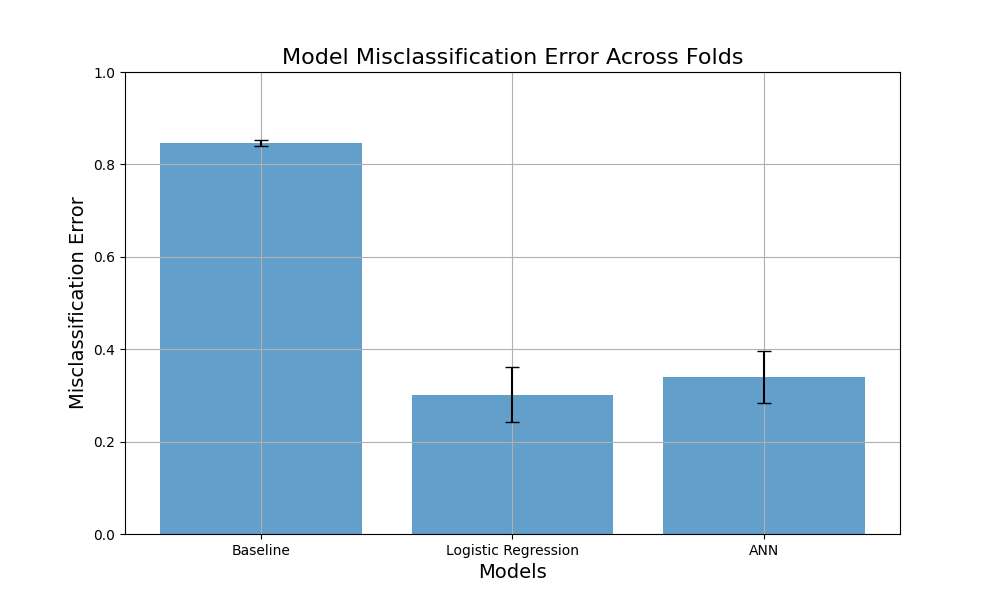 Model Misclassification Error Across Folds
1.0
0.8
0.6
0.4
0.2
0.0
Misclassification Error
Baseline
Logistic Regression
ANN
Models